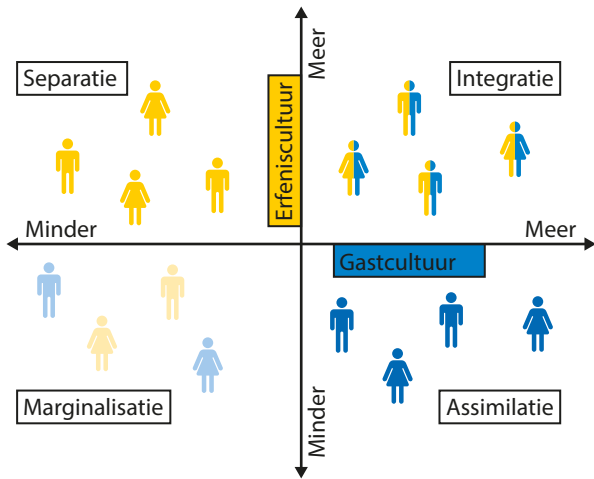 Meer
Separatie
Integratie
Erfeniscultuur
Minder
Meer
Gastcultuur
Marginalisatie
Assimilatie
Minder